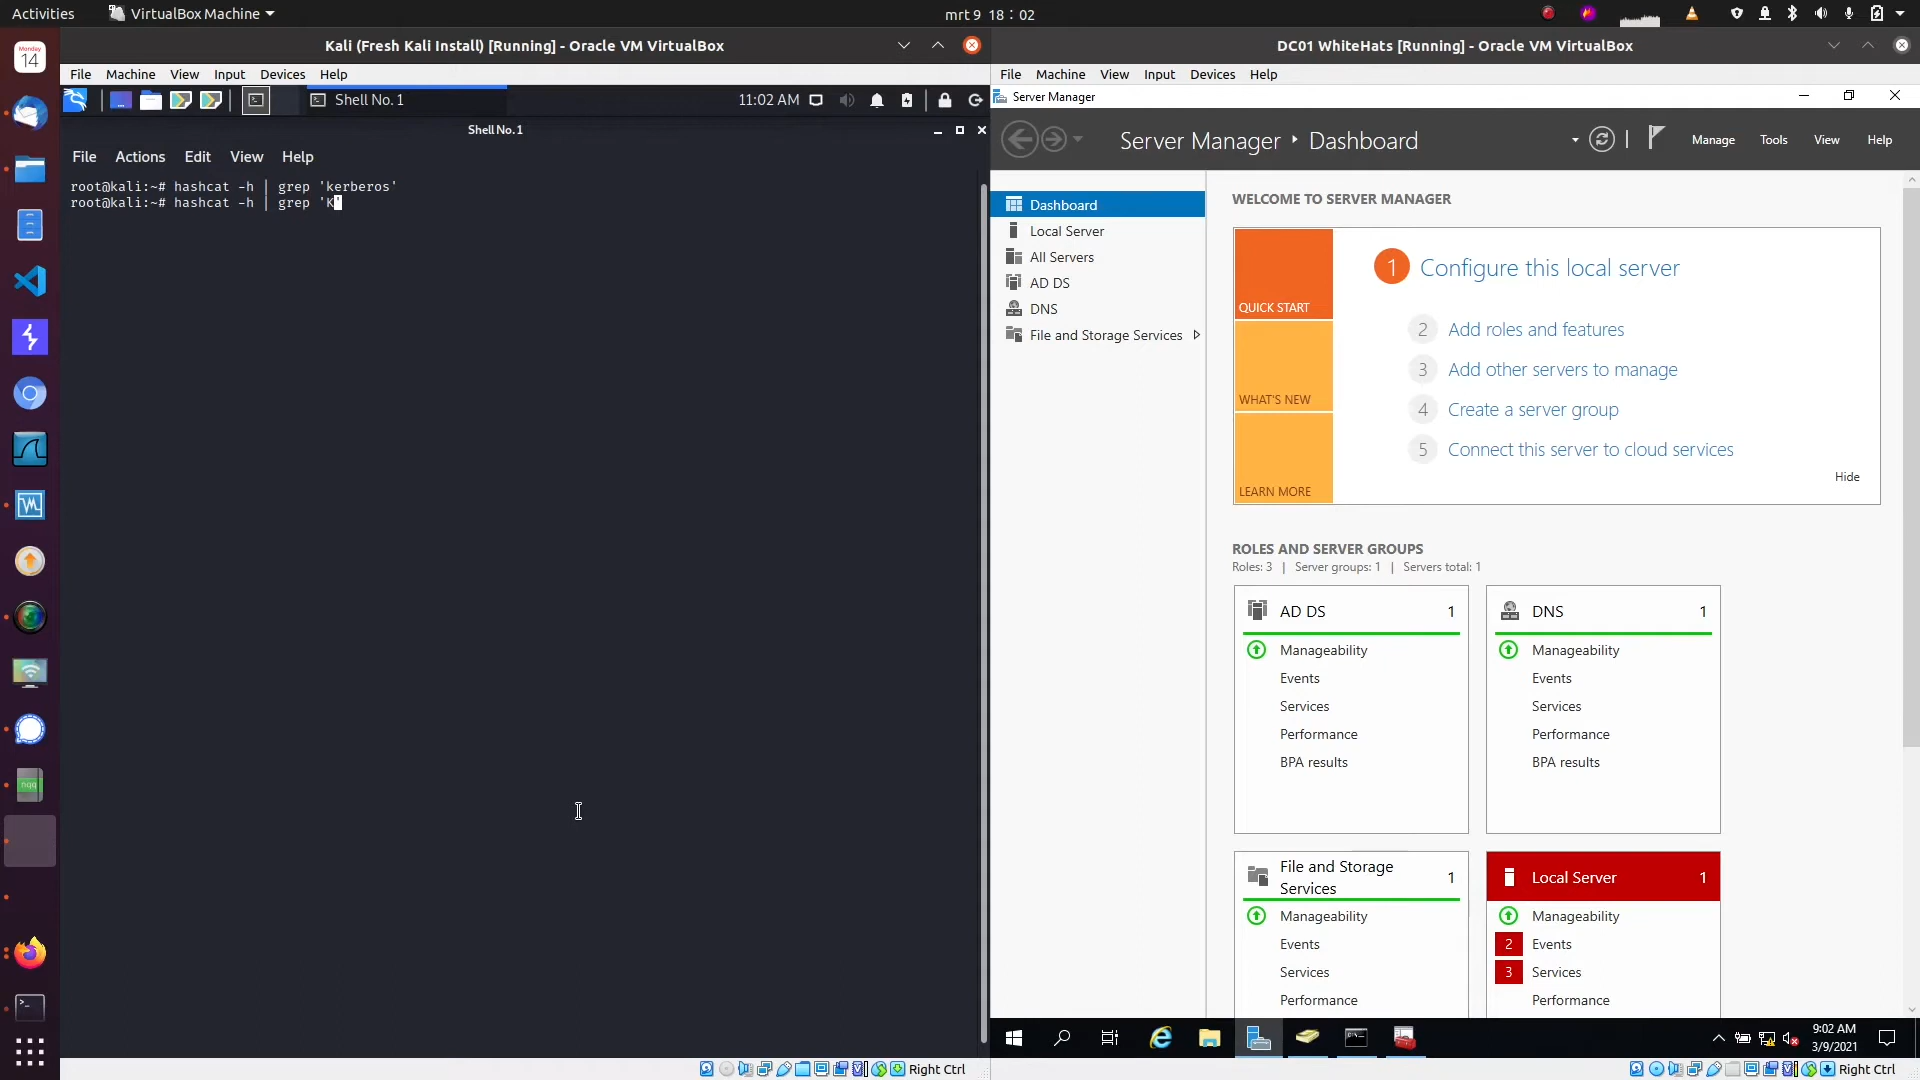 Activities
VirtualBox Machine
mrt 9 18 : 02
Monday
14
Kali (Fresh Kali Install) [Running] - Oracle VM VirtualBox
File Machine View Input Devices Help
Shell No. 1
11:02 AM
Shell No. 1
File Actions Edit View Help
root@kali:~# hashcat -h | grep 'kerberos'
root@kali:~# hashcat -h | grep 'K'
Right Ctrl
DC01 WhiteHats [Running] - Oracle VM VirtualBox
File Machine View Input Devices Help
Server Manager
Server Manager Dashboard
Manage Tools View Help
Dashboard
Local Server
All Servers
AD DS
DNS
File and Storage Services
WELCOME TO SERVER MANAGER
QUICK START
WHAT'S NEW
LEARN MORE
1 Configure this local server
2 Add roles and features
3 Add other servers to manage
4 Create a server group
5 Connect this server to cloud services
Hide
ROLES AND SERVER GROUPS
Roles: 3 | Server groups: 1 | Servers total: 1
AD DS 1
Manageability
Events
Services
Performance
BPA results
DNS 1
Manageability
Events
Services
Performance
BPA results
File and Storage
Services 1
Manageability
Events
Services
Performance
Local Server 1
Manageability
2 Events
3 Services
Performance
9:02 AM
3/9/2021
Right Ctrl